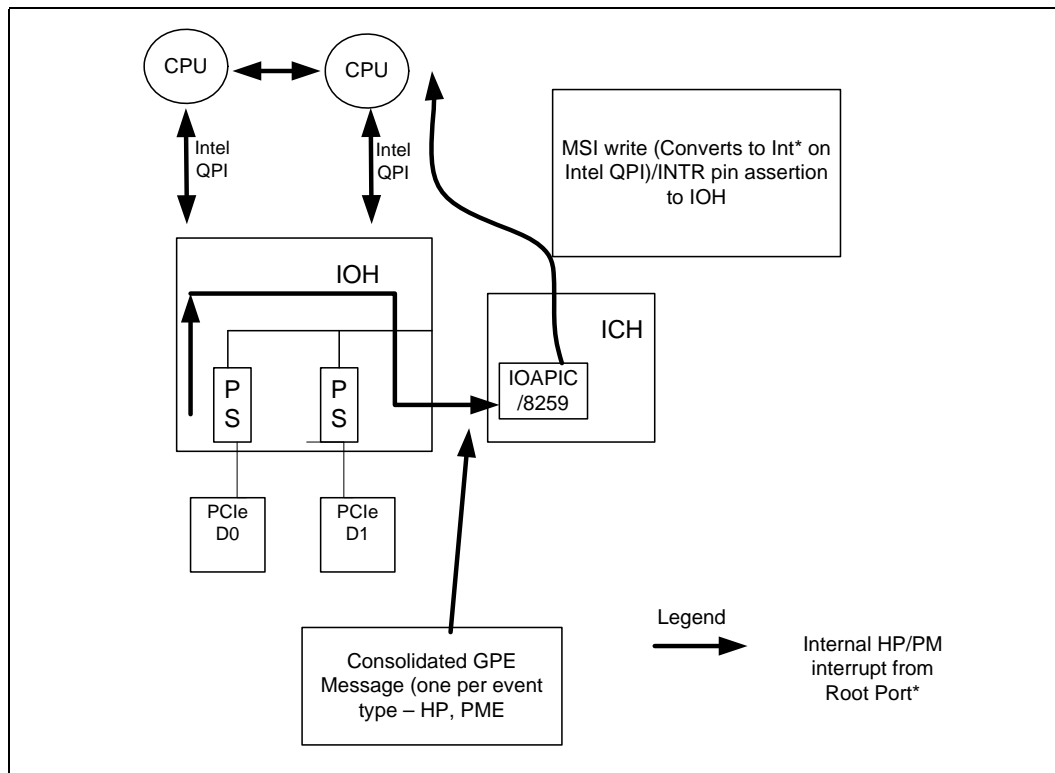 CPU
CPU
Intel
QPI
Intel
QPI
MSI write (Converts to Int* on
Intel QPI)/INTR pin assertion
to IOH
IOH
ICH
P
S
P
S
IOAPIC
/8259
PCIe
D0
PCIe
D1
Legend
Internal HP/PM
interrupt from
Root Port*
Consolidated GPE
Message (one per event
type – HP, PME